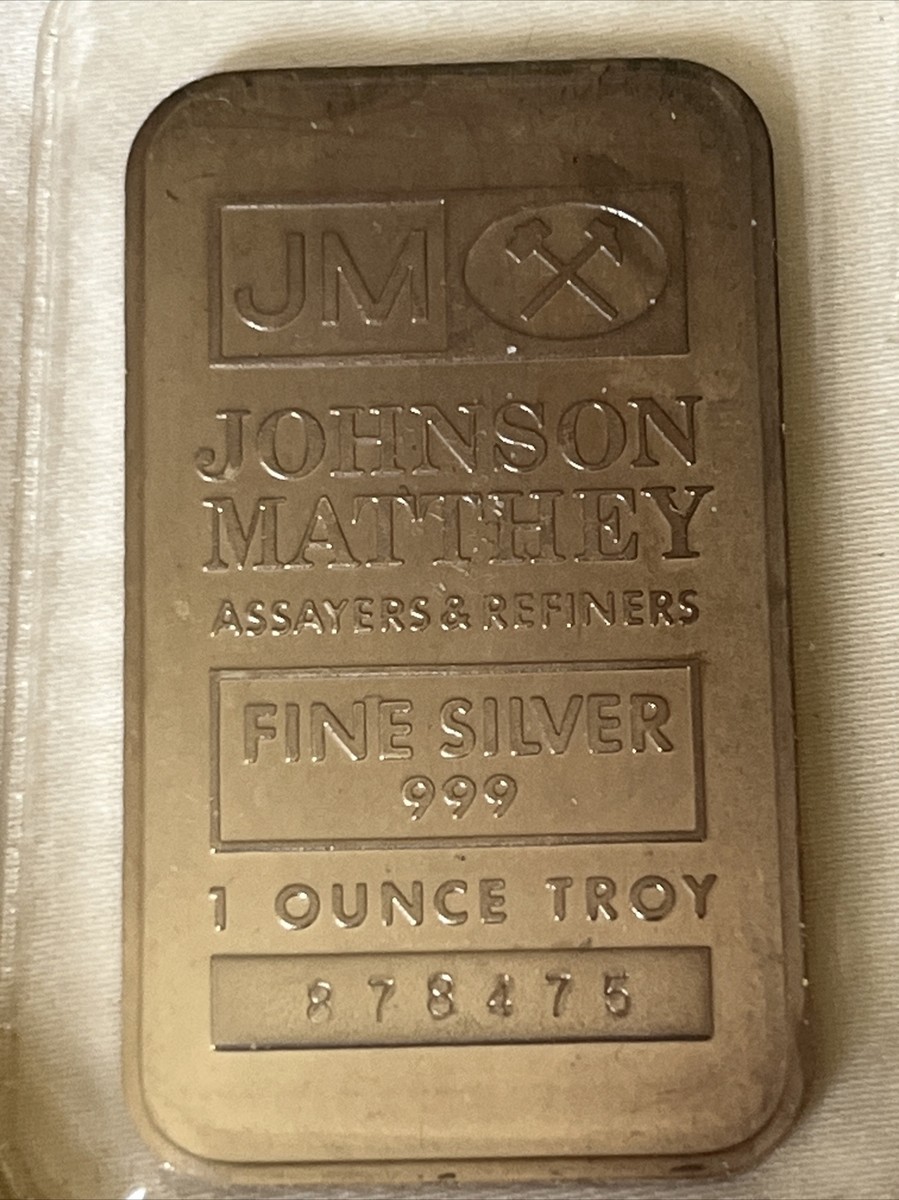 JM
JOHNSON
MATTHEY
ASSAYERS & REFINERS
FINE SILVER
999
1 OUNCE TROY
878475